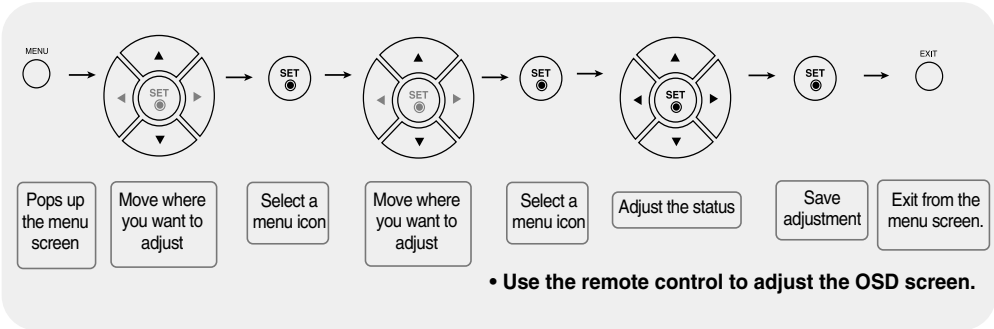 MENU
SET
SET
SET
SET
SET
SET
EXIT
Pops up
the menu
screen
Move where
you want to
adjust
Select a
menu icon
Move where
you want to
adjust
Select a
menu icon
Adjust the status
Save
adjustment
Exit from the
menu screen.
• Use the remote control to adjust the OSD screen.